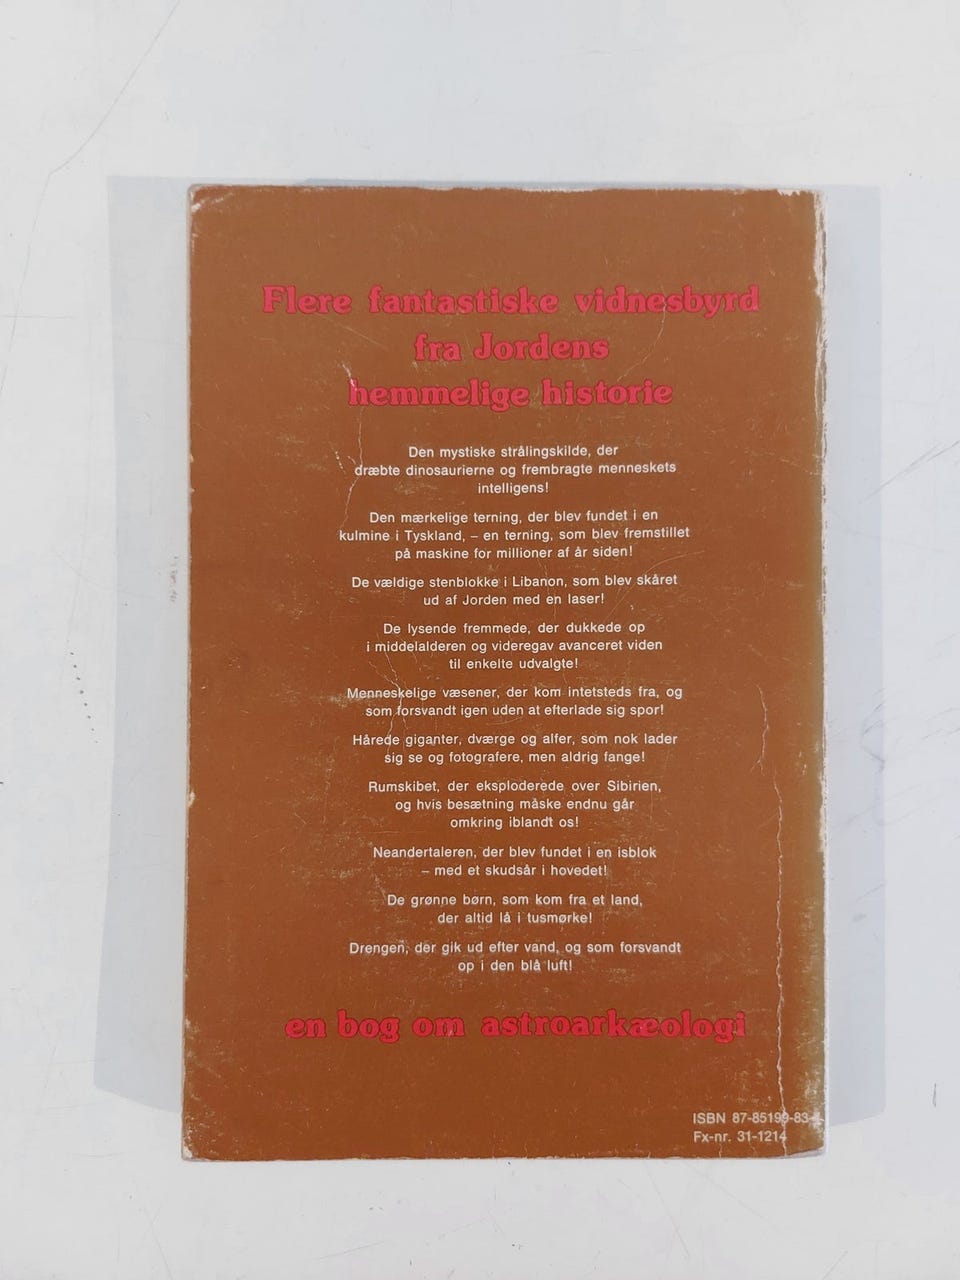 Flere fantastiske vidnesbyrd
fra Jordens
hemmelige historie
Den mystiske strålingskilde, der
dræbte dinosaurierne og frembragte menneskets
intelligens!
Den mærkelige terning, der blev fundet i en
kulmine i Tyskland, – en terning, som blev fremstillet
på maskine for millioner af år siden!
De vældige stenblokke i Libanon, som blev skåret
ud af Jorden med en laser!
De lysende fremmede, der dukkede op
i middelalderen og videregav avanceret viden
til enkelte udvalgte!
Menneskelige væsener, der kom intetsteds fra, og
som forsvandt igen uden at efterlade sig spor!
Hårede giganter, dværge og alfer, som nok lader
sig se og fotografere, men aldrig fange!
Rumskibet, der eksploderede over Sibirien,
og hvis besætning måske endnu går
omkring iblandt os!
Neandertaleren, der blev fundet i en isblok
– med et skudsår i hovedet!
De grønne børn, som kom fra et land,
der altid lå i tusmørke!
Drengen, der gik ud efter vand, og som forsvandt
op i den blå luft!
en bog om astroarkæologi
ISBN 87-85199-83-
Fx-nr. 31-1214